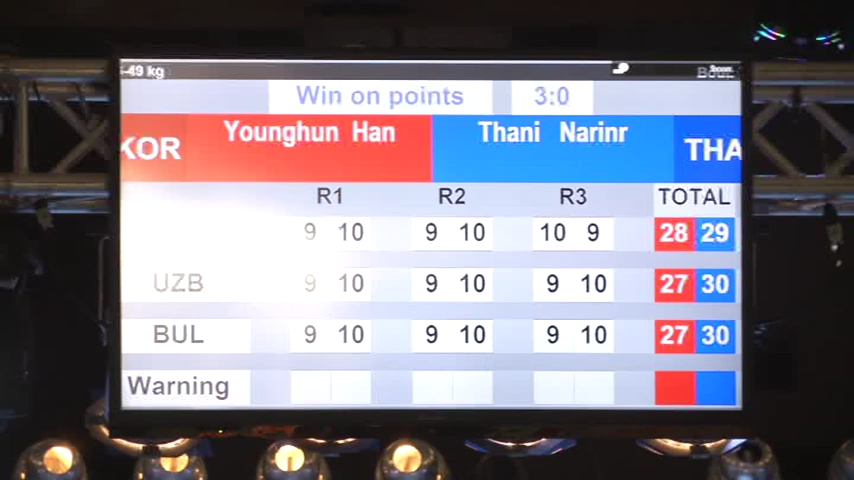 -49 kg
Win on points 3:0
KOR Younghun Han Thani Narinr THA
R1 R2 R3 TOTAL
9 10 9 10 10 9 28 29
UZB 9 10 9 10 9 10 27 30
BUL 9 10 9 10 9 10 27 30
Warning